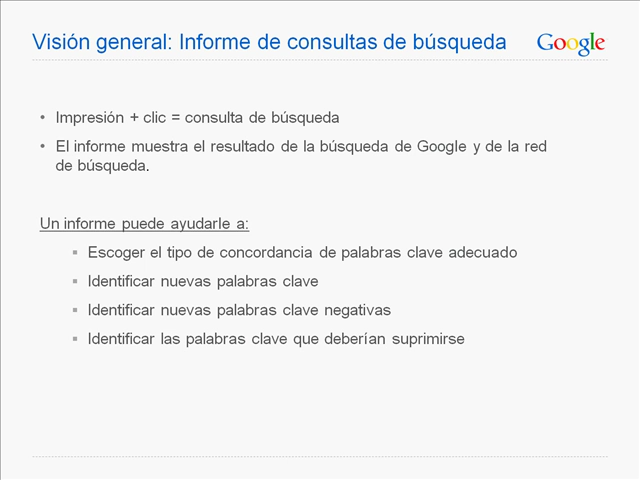 Visión general: Informe de consultas de búsqueda
Google
• Impresión + clic = consulta de búsqueda
• El informe muestra el resultado de la búsqueda de Google y de la red
de búsqueda.
Un informe puede ayudarle a:
▪ Escoger el tipo de concordancia de palabras clave adecuado
▪ Identificar nuevas palabras clave
▪ Identificar nuevas palabras clave negativas
▪ Identificar las palabras clave que deberían suprimirse